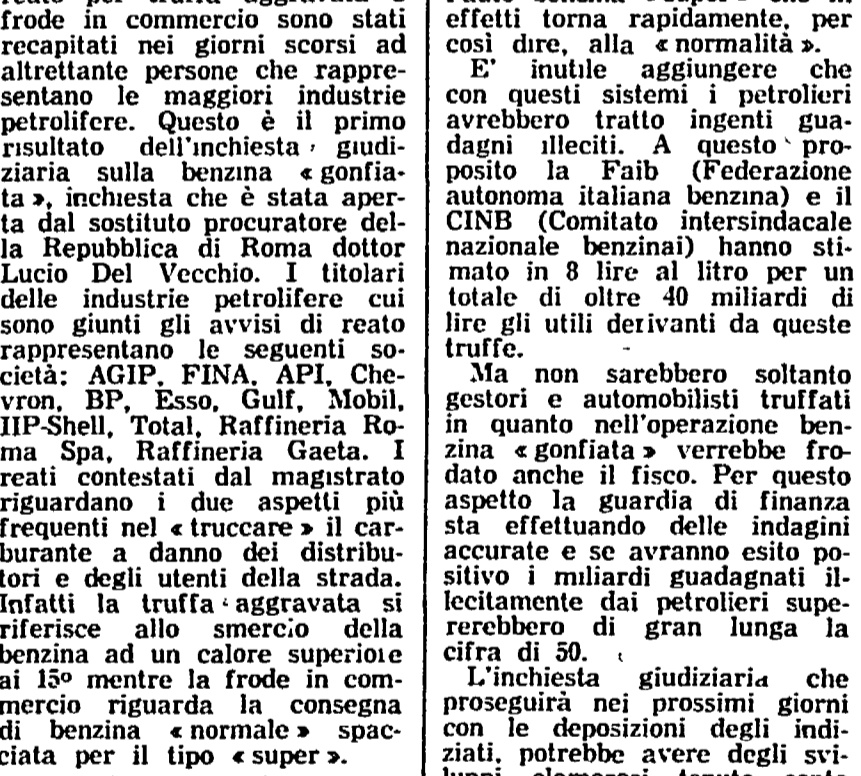 frode in commercio sono stati
recapitati nei giorni scorsi ad
altrettante persone che rappre-
sentano le maggiori industrie
petrolifere. Questo è il primo
risultato dell'inchiesta giudi-
ziaria sulla benzina « gonfia-
ta », inchiesta che è stata aper-
ta dal sostituto procuratore del-
la Repubblica di Roma dottor
Lucio Del Vecchio. I titolari
delle industrie petrolifere cui
sono giunti gli avvisi di reato
rappresentano le seguenti so-
cietà: AGIP, FINA, API, Che-
vron, BP, Esso, Gulf, Mobil,
IIP-Shell, Total, Raffineria Ro-
ma Spa, Raffineria Gaeta. I
reati contestati dal magistrato
riguardano i due aspetti più
frequenti nel « truccare » il car-
burante a danno dei distribu-
tori e degli utenti della strada.
Infatti la truffa aggravata si
riferisce allo smercio della
benzina ad un calore superiore
ai 15º mentre la frode in com-
mercio riguarda la consegna
di benzina « normale » spac-
ciata per il tipo « super ».
effetti torna rapidamente, per
così dire, alla « normalità ».
E' inutile aggiungere che
con questi sistemi i petrolieri
avrebbero tratto ingenti gua-
dagni illeciti. A questo pro-
posito la Faib (Federazione
autonoma italiana benzina) e il
CINB (Comitato intersindacale
nazionale benzinai) hanno sti-
mato in 8 lire al litro per un
totale di oltre 40 miliardi di
lire gli utili derivanti da queste
truffe.
Ma non sarebbero soltanto
gestori e automobilisti truffati
in quanto nell'operazione ben-
zina « gonfiata » verrebbe fro-
dato anche il fisco. Per questo
aspetto la guardia di finanza
sta effettuando delle indagini
accurate e se avranno esito po-
sitivo i miliardi guadagnati il-
lecitamente dai petrolieri supe-
rerebbero di gran lunga la
cifra di 50.
L'inchiesta giudiziaria che
proseguirà nei prossimi giorni
con le deposizioni degli indi-
ziati, potrebbe avere degli svi-